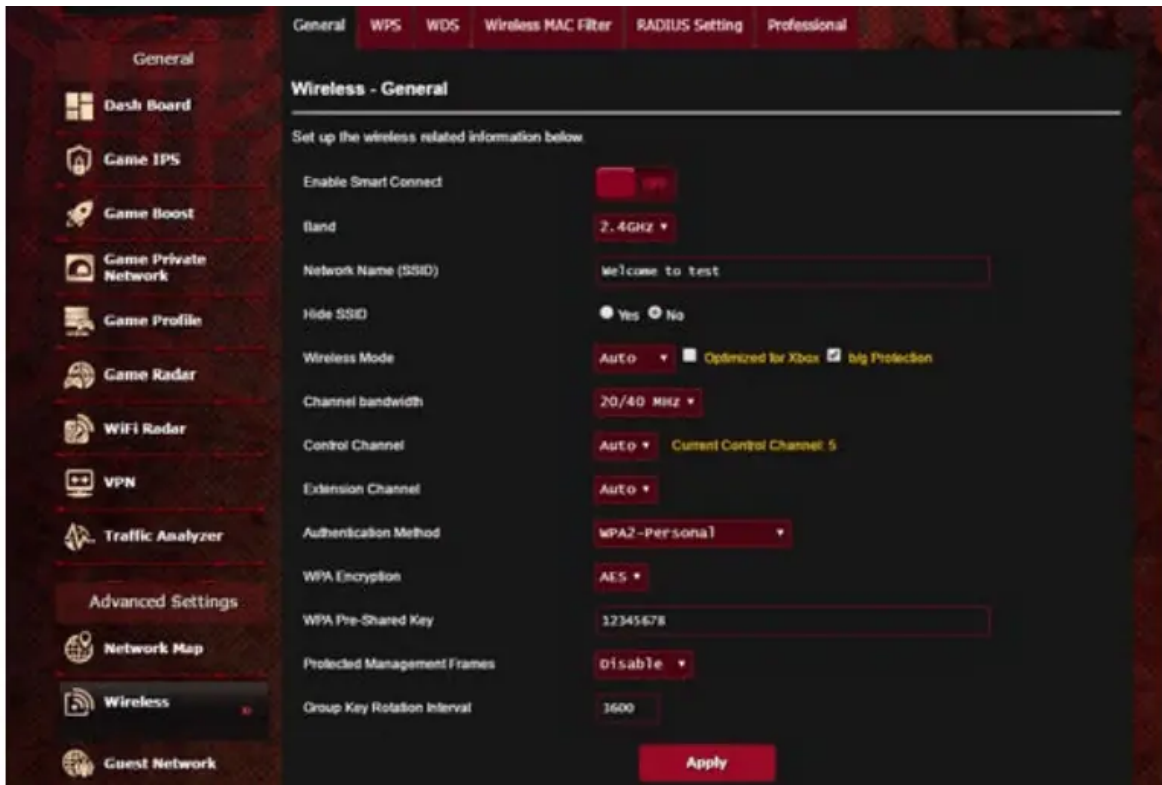 General WPS WDS Wireless MAC Filter RADIUS Setting Professional
General
Dash Board
Game IPS
Game Boost
Game Private
Network
Game Profile
Game Radar
WiFi Radar
VPN
Traffic Analyzer
Advanced Settings
Network Map
Wireless
Guest Network
Wireless - General
Set up the wireless related information below.
Enable Smart Connect OFF
Band 2.4GHz
Network Name (SSID) Welcome to test
Hide SSID Yes No
Wireless Mode Auto Optimized for Xbox b/g Protection
Channel bandwidth 20/40 MHz
Control Channel Auto Current Control Channel: 5
Extension Channel Auto
Authentication Method WPA2-Personal
WPA Encryption AES
WPA Pre-Shared Key 12345678
Protected Management Frames Disable
Group Key Rotation Interval 3600
Apply